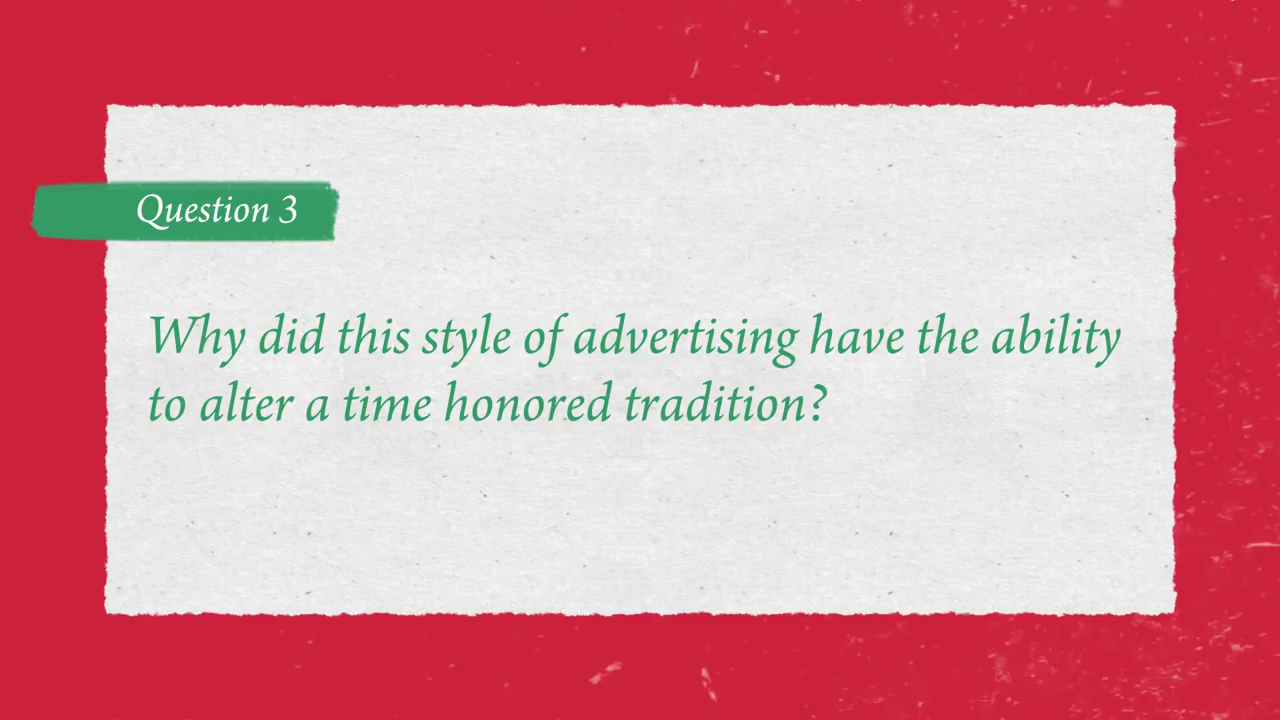 Question 3
Why did this style of advertising have the ability
to alter a time honored tradition?